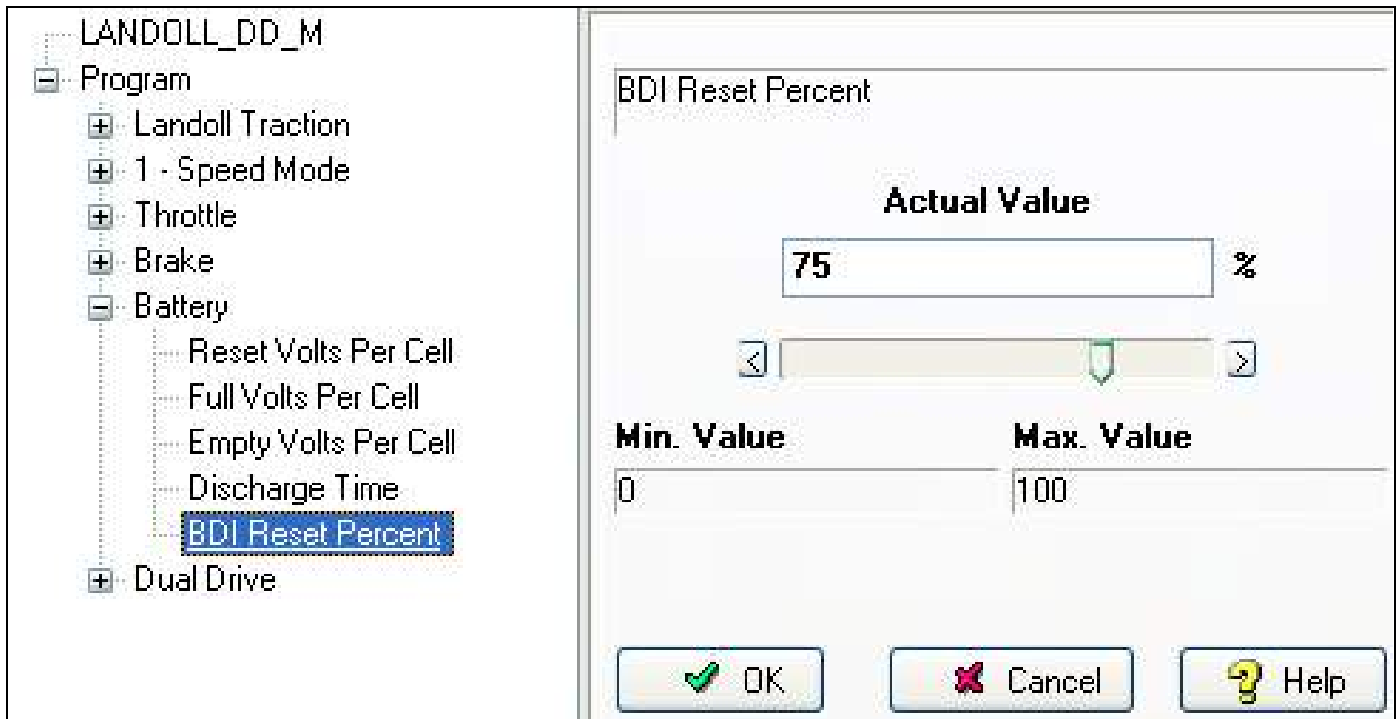 LANDOLL_DD_M
Program
Landoll Traction
1 - Speed Mode
Throttle
Brake
Battery
Reset Volts Per Cell
Full Volts Per Cell
Empty Volts Per Cell
Discharge Time
BDI Reset Percent
Dual Drive
BDI Reset Percent
Actual Value
75 %
< >
Min. Value Max. Value
0 100
OK Cancel Help